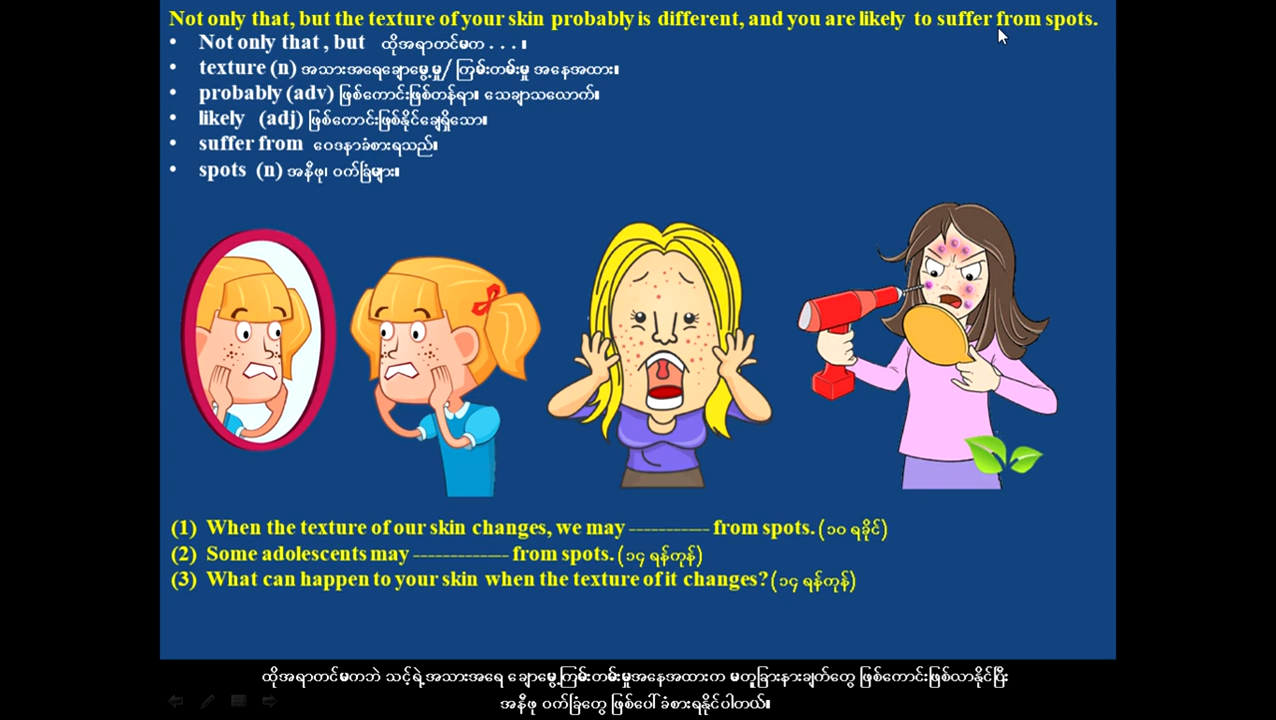 Not only that, but the texture of your skin probably is different, and you are likely to suffer from spots.
• Not only that , but ထိုအရာတင်မက . . . ။
• texture (n) အသားအရေချောမွေ့မှု/ ကြမ်းတမ်းမှု အနေအထား။
• probably (adv) ဖြစ်ကောင်းဖြစ်တန်ရာ။ သေချာသလောက်။
• likely (adj) ဖြစ်ကောင်းဖြစ်နိုင်ချေရှိသော။
• suffer from ဝေဒနာခံစားရသည်။
• spots (n) အနီဖု၊ ဝက်ခြံများ။
(1) When the texture of our skin changes, we may ----------- from spots. (၁၀ ရခိုင်)
(2) Some adolescents may ------------- from spots. (၁၄ ရန်ကုန်)
(3) What can happen to your skin when the texture of it changes? (၁၄ ရန်ကုန်)
ထိုအရာတင်မကဘဲ သင့်ရဲ့အသားအရေ ချောမွေ့ကြမ်းတမ်းမှုအနေအထားက မတူခြားနားချက်တွေ ဖြစ်ကောင်းဖြစ်လာနိုင်ပြီး
အနီဖု ဝက်ခြံတွေ ဖြစ်ပေါ် ခံစားရနိုင်ပါတယ်။